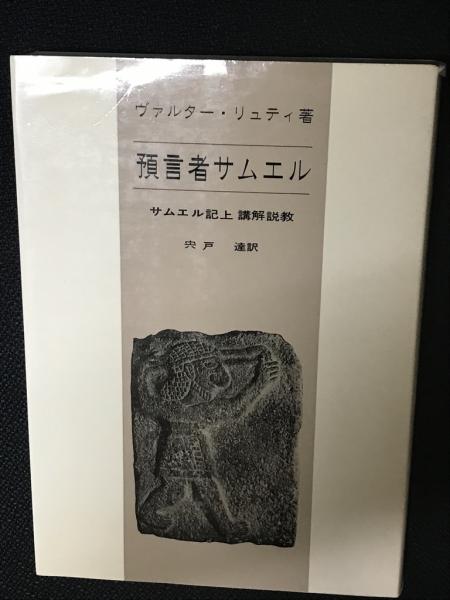 ヴァルター・リュティ著
預言者サムエル
サムエル記上 講解説教
宍戸 達訳